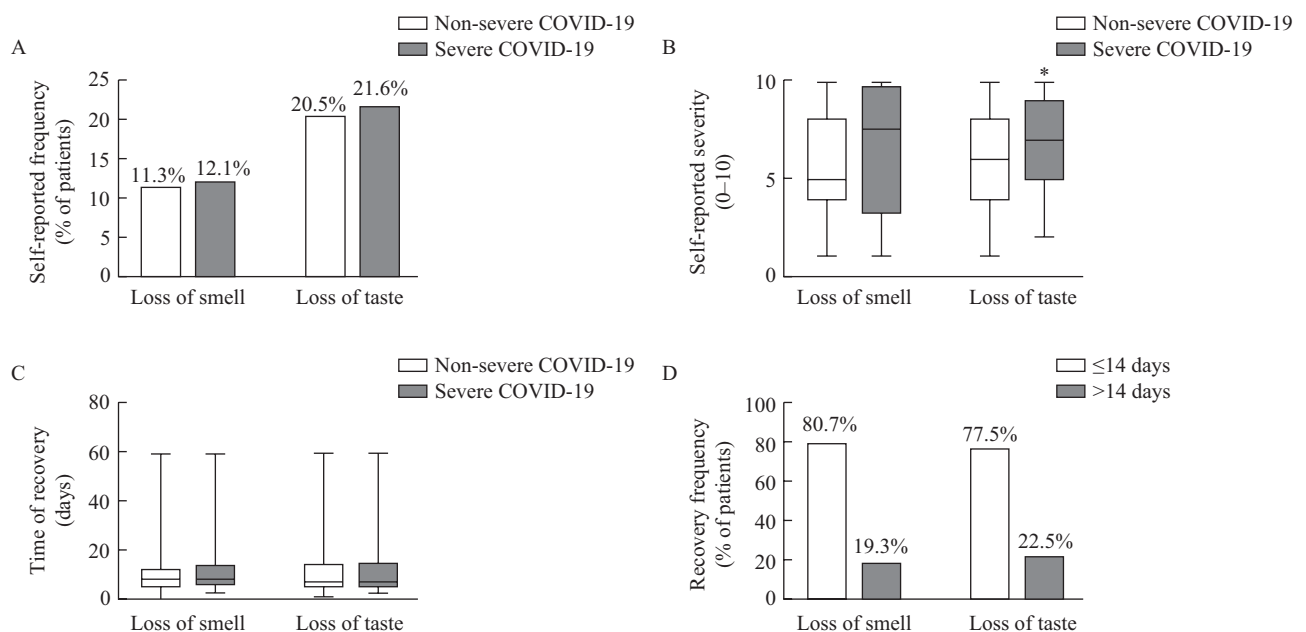 A
Non-severe COVID-19
Severe COVID-19
Self-reported frequency
(% of patients)
25
20
15
10
5
0
11.3%
12.1%
20.5%
21.6%
Loss of smell
Loss of taste
B
Non-severe COVID-19
Severe COVID-19
Self-reported severity
(0–10)
10
5
0
*
Loss of smell
Loss of taste
C
Non-severe COVID-19
Severe COVID-19
Time of recovery
(days)
80
60
40
20
0
Loss of smell
Loss of taste
D
≤14 days
>14 days
Recovery frequency
(% of patients)
100
80
60
40
20
0
80.7%
19.3%
77.5%
22.5%
Loss of smell
Loss of taste